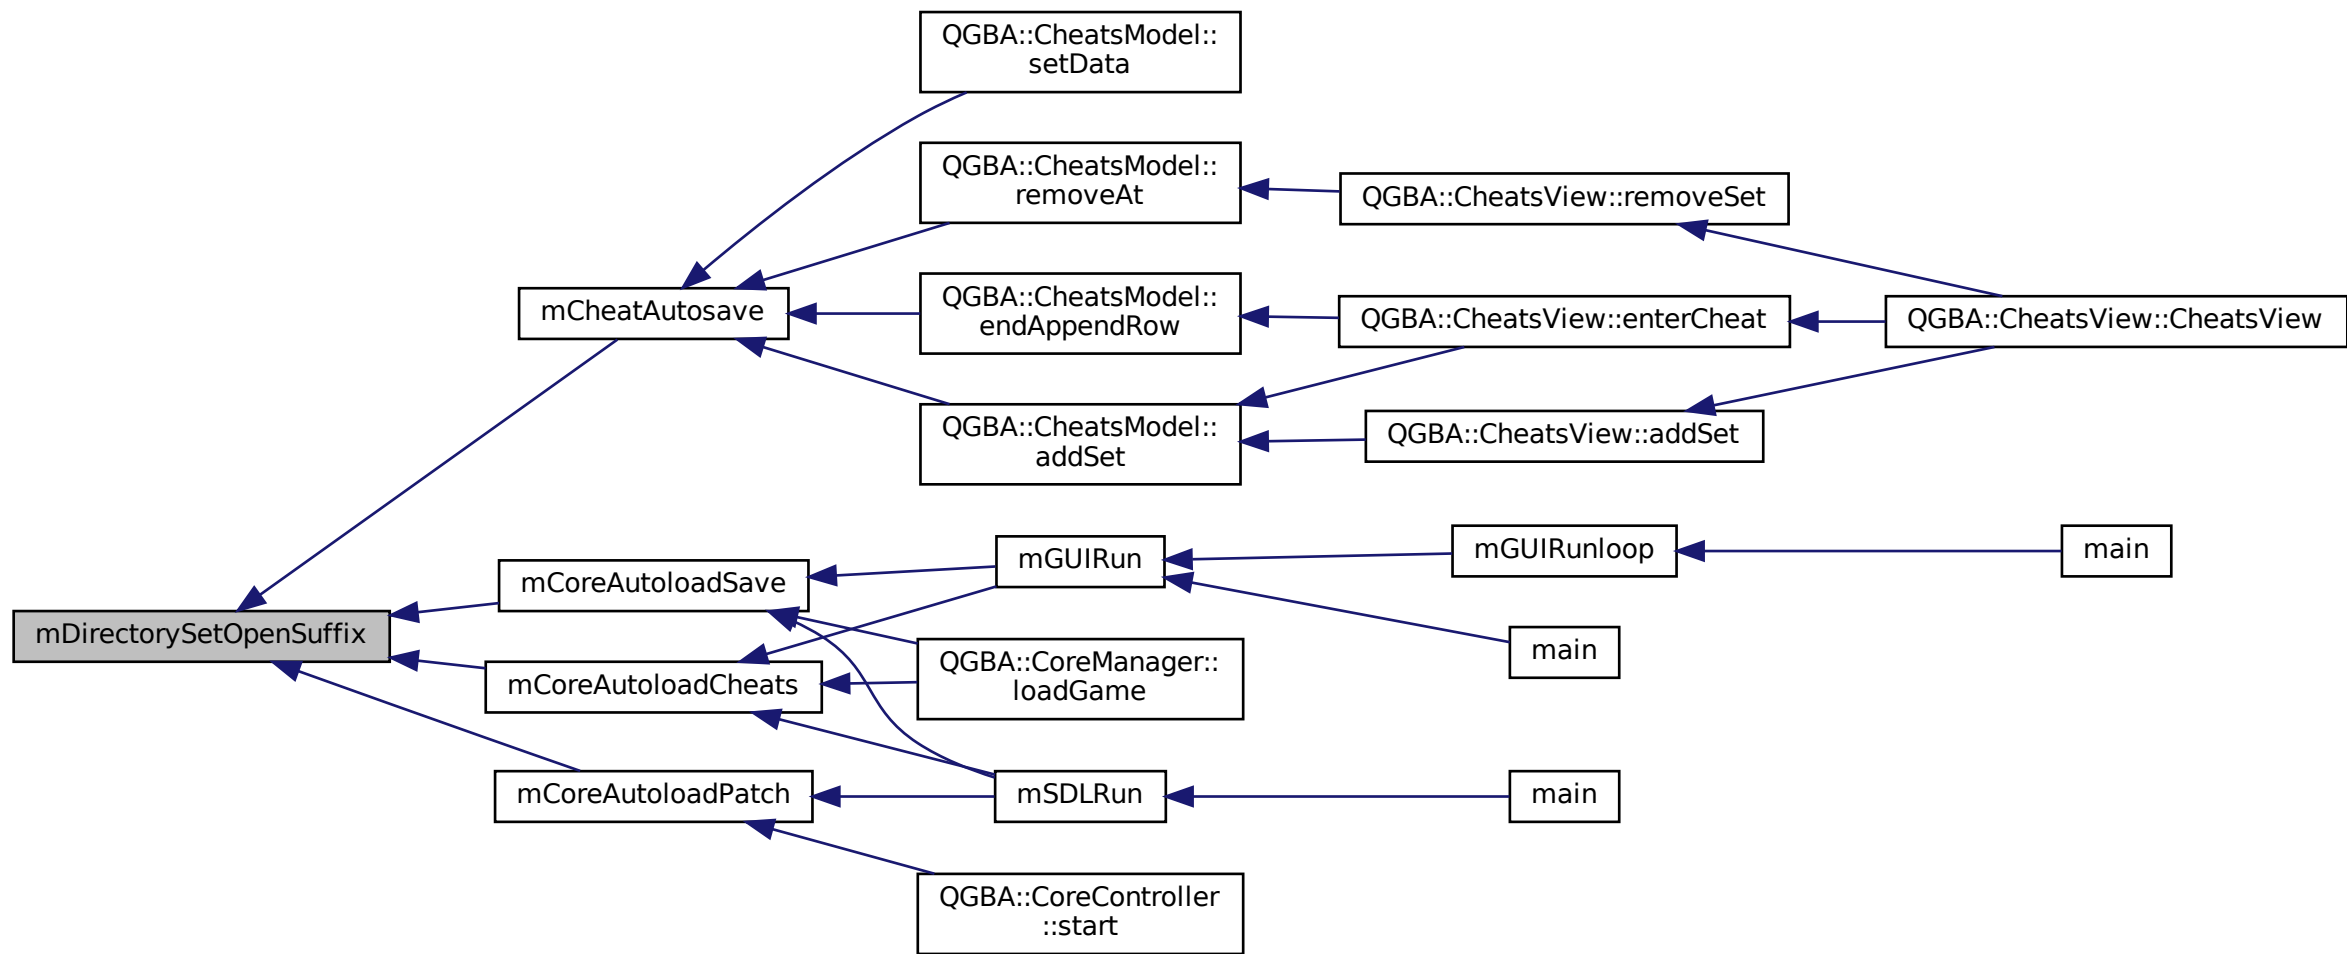 QGBA::CheatsModel::
setData
QGBA::CheatsModel::
removeAt
QGBA::CheatsView::removeSet
mCheatAutosave
QGBA::CheatsModel::
endAppendRow
QGBA::CheatsView::enterCheat
QGBA::CheatsView::CheatsView
QGBA::CheatsModel::
addSet
QGBA::CheatsView::addSet
mDirectorySetOpenSuffix
mCoreAutoloadSave
mGUIRun
mGUIRunloop
main
main
mCoreAutoloadCheats
QGBA::CoreManager::
loadGame
mCoreAutoloadPatch
mSDLRun
main
QGBA::CoreController
::start